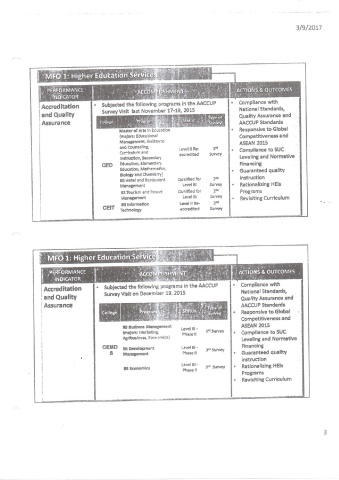 3/9/2017
MFO 1: Higher Education Services
PERFORMANCE INDICATOR
ACCOMPLISHMENT
ACTIONS & OUTCOMES
Accreditation
and Quality
Assurance
• Subjected the following programs in the AACCUP
Survey Visit last November 17-19, 2015
College Program Status Type of Survey
CED
Master of Arts in Education
(majors: Educational
Management, Guidance
and Counseling,
Curriculum and
Instruction, Secondary
Education, Elementary
Education, Mathematics,
Biology and Chemistry)
Level II Re-
accredited
3rd
Survey
BS Hotel and Restaurant
Management
Qualified for
Level III
2nd
Survey
BS Tourism and Travel
Management
Qualified for
Level III
2nd
Survey
CEIT
BS Information
Technology
Level II Re-
accredited
2nd
Survey
• Compliance with
National Standards,
Quality Assurance and
AACCUP Standards
• Responsive to Global
Competitiveness and
ASEAN 2015
• Compliance to SUC
Leveling and Normative
Financing
• Guaranteed quality
instruction
• Rationalizing HEIs
Programs
• Revisiting Curriculum
MFO 1: Higher Education Service
PERFORMANCE
INDICATOR
ACCOMPLISHMENT
ACTIONS & OUTCOMES
Accreditation
and Quality
Assurance
• Subjected the following programs in the AACCUP
Survey Visit on December 19, 2015
College Program Status Type of Survey
BS Business Management
(majors: Marketing,
Agribusiness, Economics)
Level III -
Phase II
3rd Survey
CEMD
S
BS Development
Management
Level III -
Phase II
3rd Survey
BS Economics
Level III -
Phase II
3rd Survey
• Compliance with
National Standards,
Quality Assurance and
AACCUP Standards
• Responsive to Global
Competitiveness and
ASEAN 2015
• Compliance to SUC
Leveling and Normative
Financing
• Guaranteed quality
instruction
• Rationalizing HEIs
Programs
• Revisiting Curriculum
3